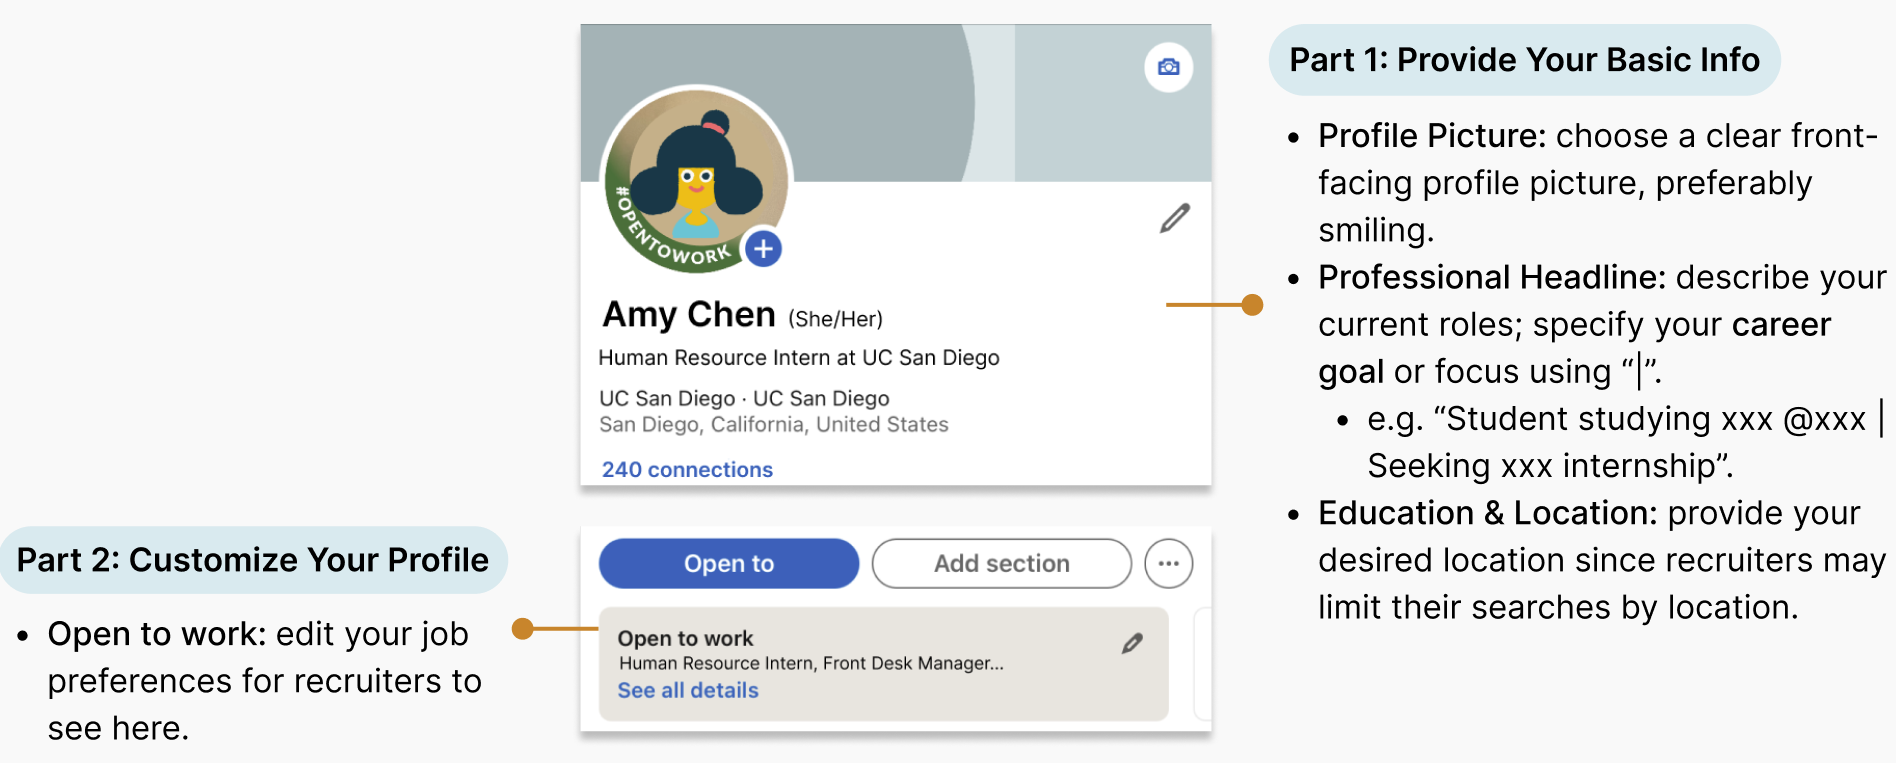 #OPENTOWORK
Amy Chen (She/Her)
Human Resource Intern at UC San Diego
UC San Diego · UC San Diego
San Diego, California, United States
240 connections
Part 1: Provide Your Basic Info
• Profile Picture: choose a clear front-
facing profile picture, preferably
smiling.
• Professional Headline: describe your
current roles; specify your career
goal or focus using “|”.
• e.g. “Student studying xxx @xxx |
Seeking xxx internship”.
• Education & Location: provide your
desired location since recruiters may
limit their searches by location.
Part 2: Customize Your Profile
• Open to work: edit your job
preferences for recruiters to
see here.
Open to
Add section
...
Open to work
Human Resource Intern, Front Desk Manager...
See all details